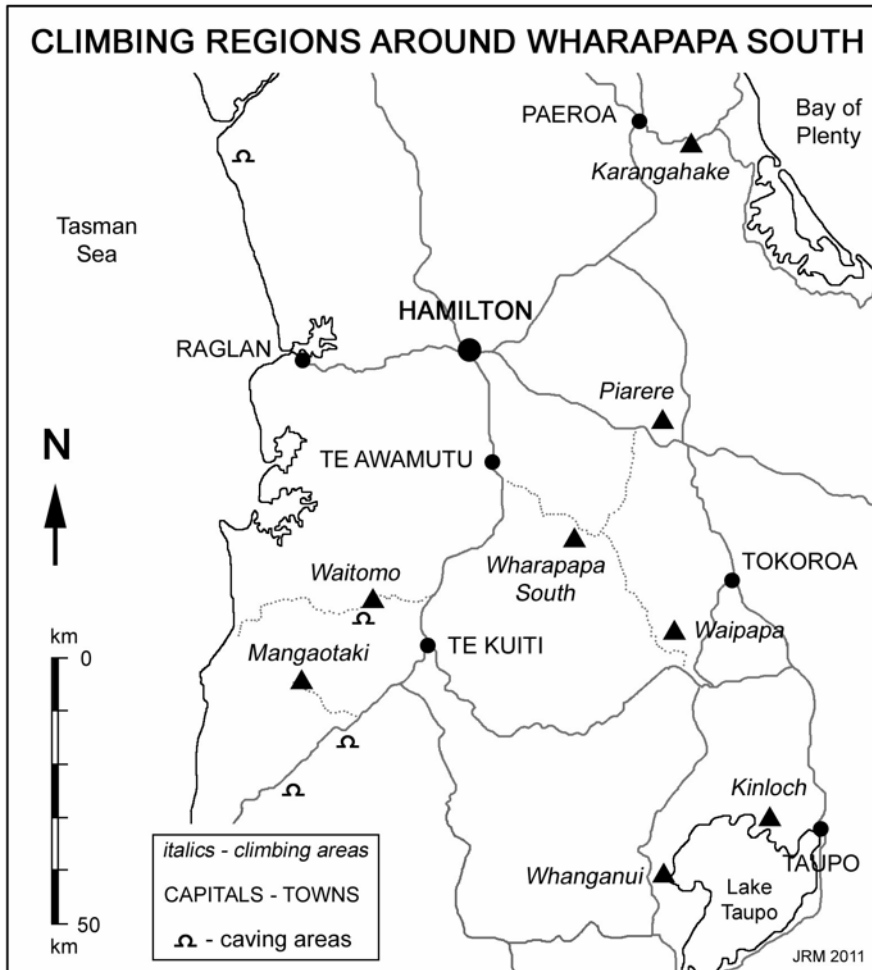 CLIMBING REGIONS AROUND WHARAPAPA SOUTH
PAEROA
Bay of
Plenty
Karangahake
Tasman
Sea
HAMILTON
RAGLAN
Piarere
N
TE AWAMUTU
Waitomo
Wharapapa
South
TOKOROA
km
0
Mangaotaki
TE KUITI
Waipapa
Kinloch
italics - climbing areas
TAUPO
Whanganui
CAPITALS - TOWNS
Lake
Taupo
50
km
- caving areas
JRM 2011